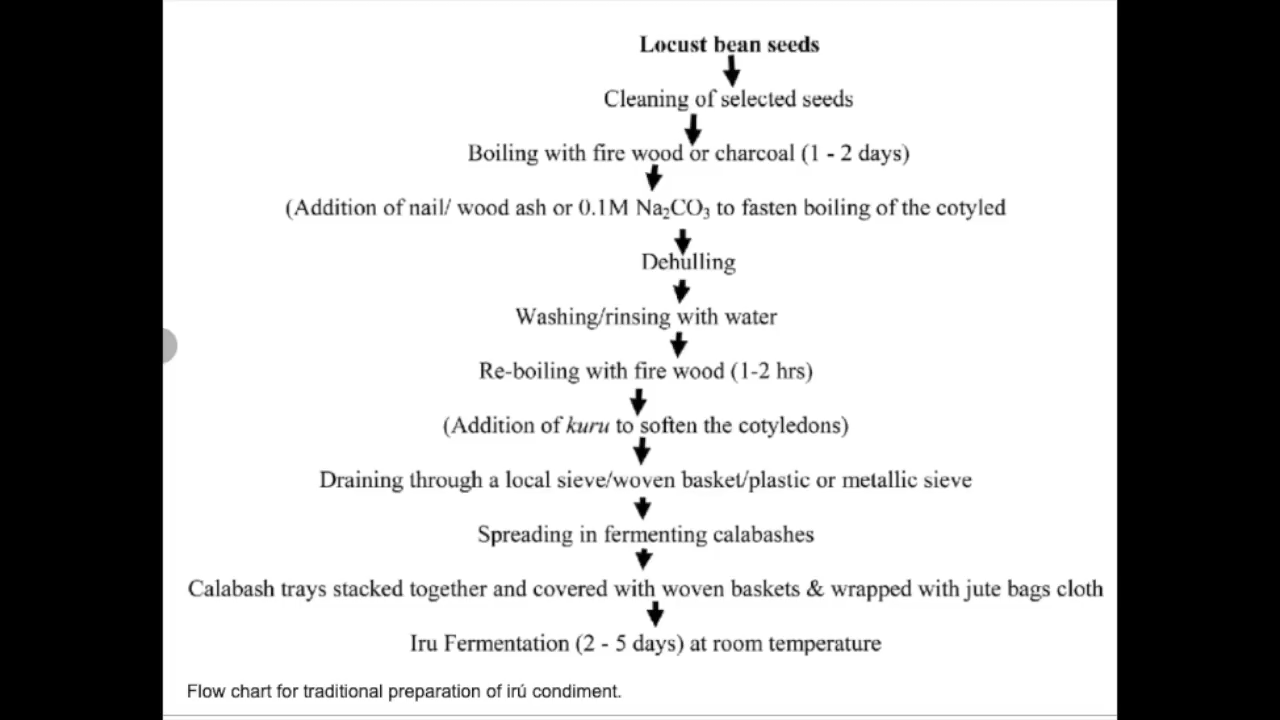 Locust bean seeds
Cleaning of selected seeds
Boiling with fire wood or charcoal (1 - 2 days)
(Addition of nail/ wood ash or 0.1M Na₂CO₃ to fasten boiling of the cotyled
Dehulling
Washing/rinsing with water
Re-boiling with fire wood (1-2 hrs)
(Addition of kuru to soften the cotyledons)
Draining through a local sieve/woven basket/plastic or metallic sieve
Spreading in fermenting calabashes
Calabash trays stacked together and covered with woven baskets & wrapped with jute bags cloth
Iru Fermentation (2 - 5 days) at room temperature
Flow chart for traditional preparation of irú condiment.